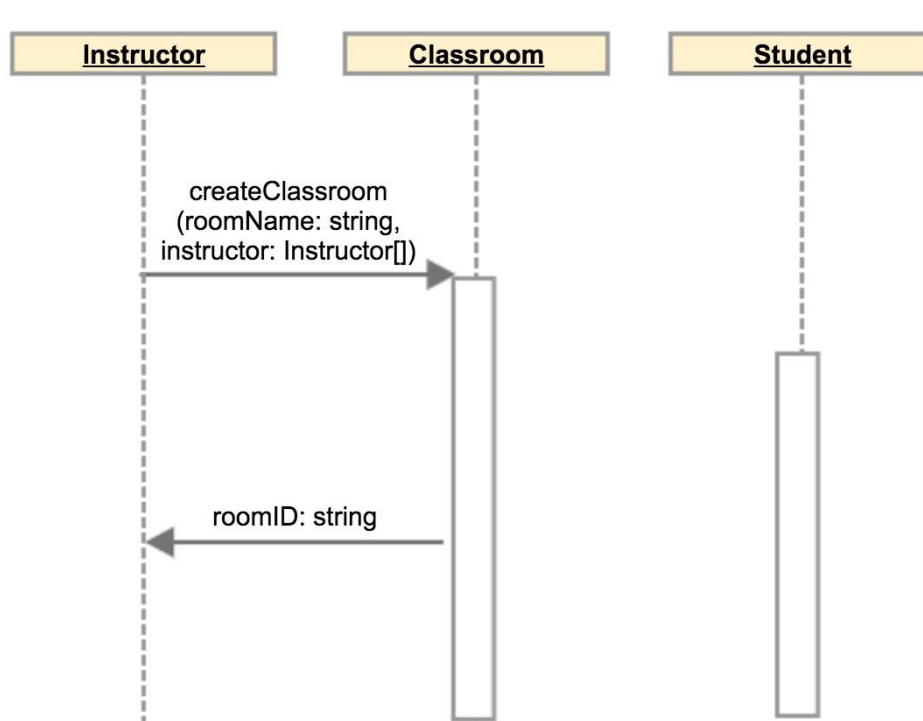 Instructor
Classroom
Student
createClassroom
(roomName: string,
instructor: Instructor[])
roomID: string